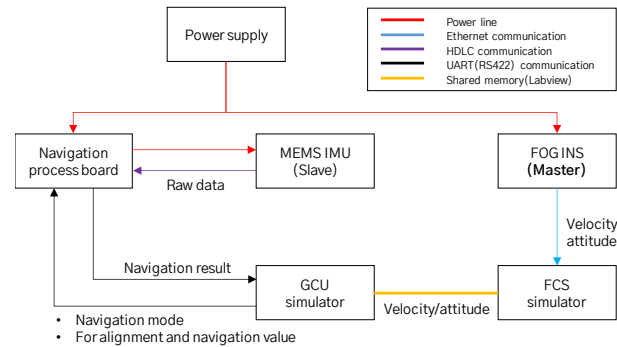 Power supply
Power line
Ethernet communication
HDLC communication
UART(RS422) communication
Shared memory(Labview)
Navigation
process board
MEMS IMU
(Slave)
FOG INS
(Master)
Raw data
Velocity
attitude
Navigation result
GCU
simulator
Velocity/attitude
FCS
simulator
• Navigation mode
• For alignment and navigation value